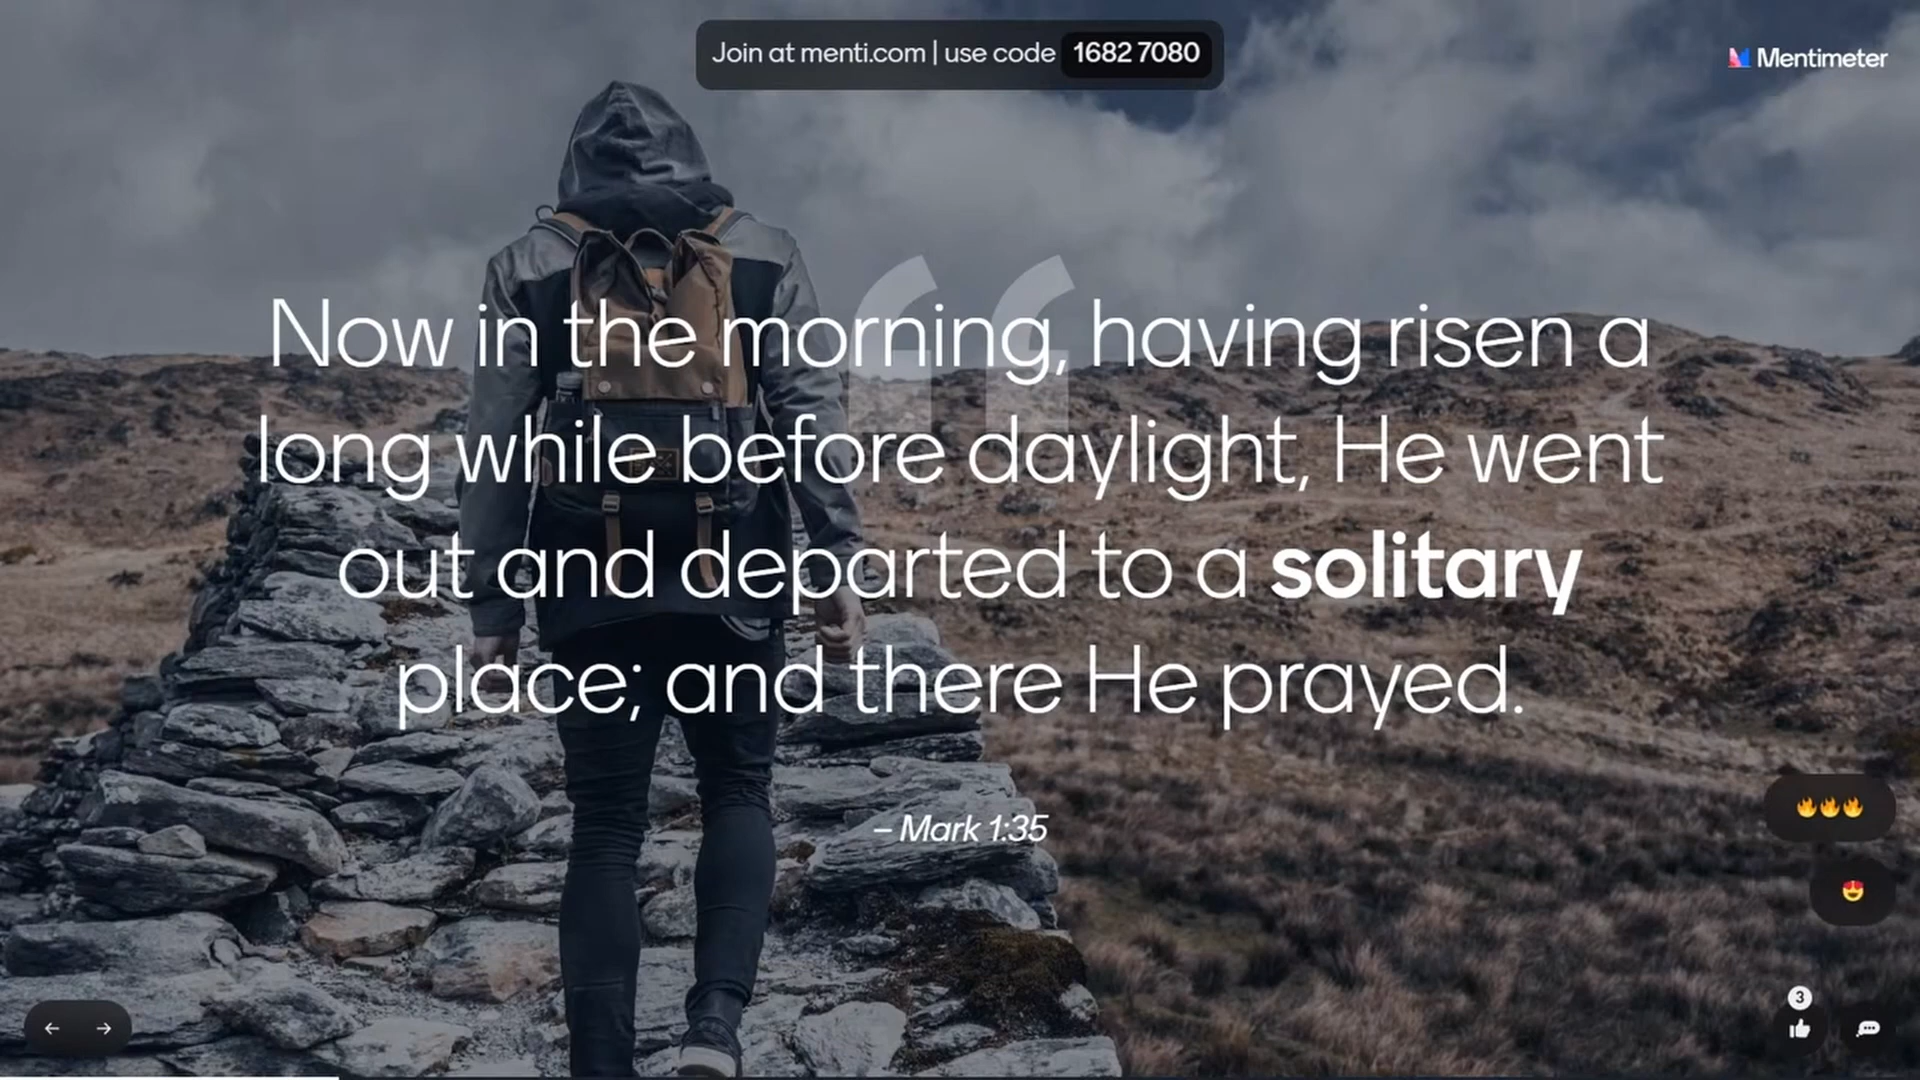 Join at menti.com | use code 1682 7080
Mentimeter
Now in the morning, having risen a
long while before daylight, He went
out and departed to a solitary
place; and there He prayed.
– Mark 1:35
3